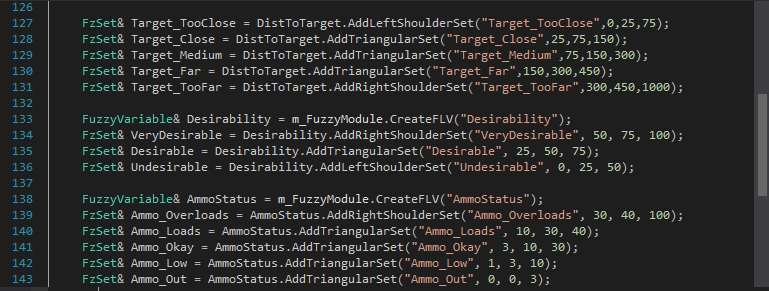 126
127 FzSet& Target_TooClose = DistToTarget.AddLeftShoulderSet("Target_TooClose",0,25,75);
128 FzSet& Target_Close = DistToTarget.AddTriangularSet("Target_Close",25,75,150);
129 FzSet& Target_Medium = DistToTarget.AddTriangularSet("Target_Medium",75,150,300);
130 FzSet& Target_Far = DistToTarget.AddTriangularSet("Target_Far",150,300,450);
131 FzSet& Target_TooFar = DistToTarget.AddRightShoulderSet("Target_TooFar",300,450,1000);
132
133 FuzzyVariable& Desirability = m_FuzzyModule.CreateFLV("Desirability");
134 FzSet& VeryDesirable = Desirability.AddRightShoulderSet("VeryDesirable", 50, 75, 100);
135 FzSet& Desirable = Desirability.AddTriangularSet("Desirable", 25, 50, 75);
136 FzSet& Undesirable = Desirability.AddLeftShoulderSet("Undesirable", 0, 25, 50);
137
138 FuzzyVariable& AmmoStatus = m_FuzzyModule.CreateFLV("AmmoStatus");
139 FzSet& Ammo_Overloads = AmmoStatus.AddRightShoulderSet("Ammo_Overloads", 30, 40, 100);
140 FzSet& Ammo_Loads = AmmoStatus.AddTriangularSet("Ammo_Loads", 10, 30, 40);
141 FzSet& Ammo_Okay = AmmoStatus.AddTriangularSet("Ammo_Okay", 3, 10, 30);
142 FzSet& Ammo_Low = AmmoStatus.AddTriangularSet("Ammo_Low", 1, 3, 10);
143 FzSet& Ammo_Out = AmmoStatus.AddTriangularSet("Ammo_Out", 0, 0, 3);